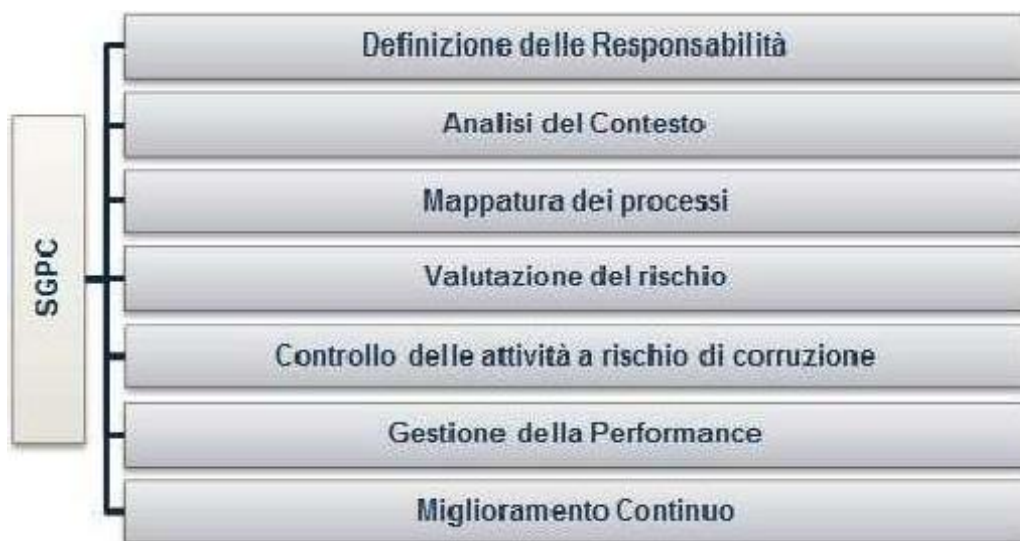 SGPC
Definizione delle Responsabilità
Analisi del Contesto
Mappatura dei processi
Valutazione del rischio
Controllo delle attività a rischio di corruzione
Gestione della Performance
Miglioramento Continuo